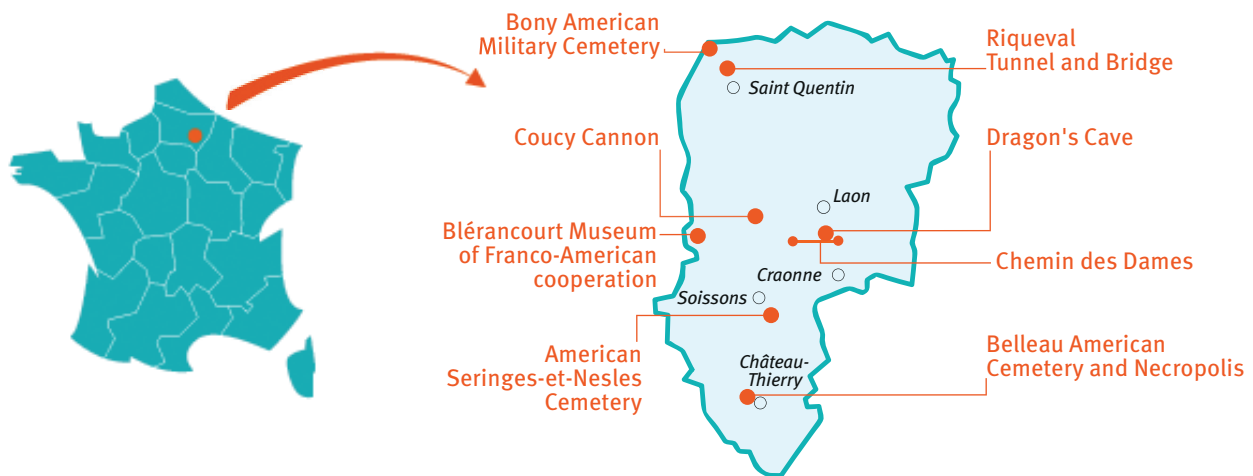 Bony American
Military Cemetery
Riqueval
Tunnel and Bridge
Saint Quentin
Coucy Cannon
Dragon's Cave
Laon
Blérancourt Museum
of Franco-American
cooperation
Chemin des Dames
Craonne
Soissons
American
Seringes-et-Nesles
Cemetery
Château-
Thierry
Belleau American
Cemetery and Necropolis